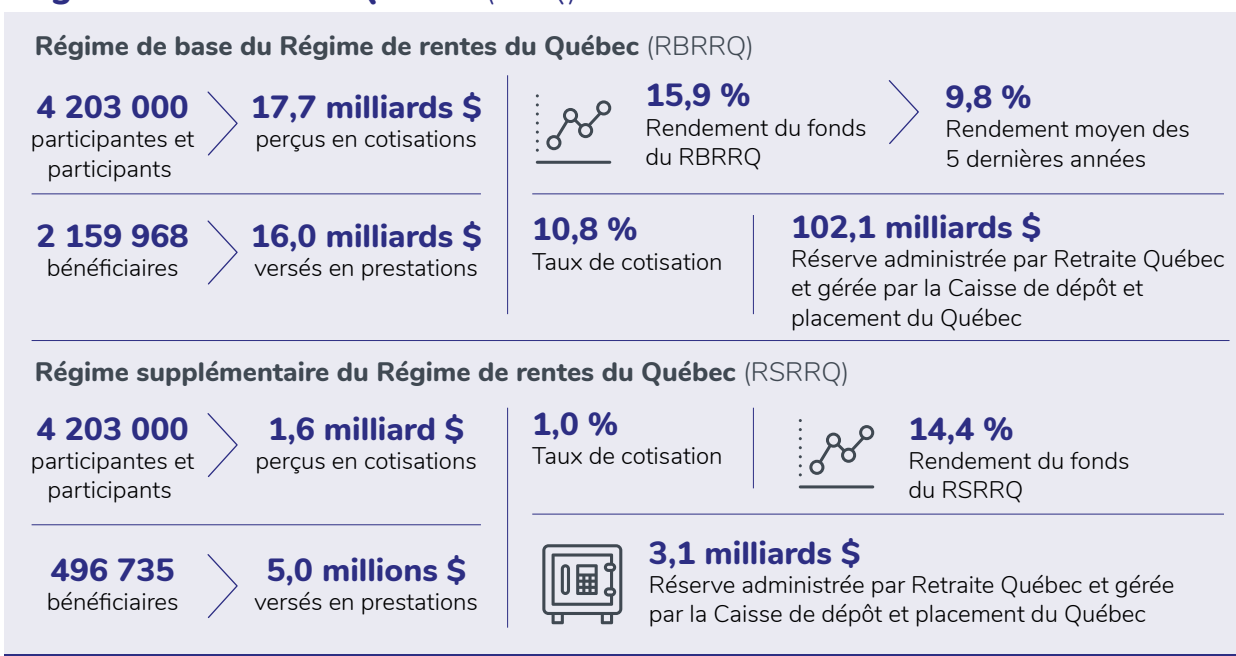 Régime de base du Régime de rentes du Québec (RBRRQ)
4 203 000
participantes et
participants
17,7 milliards $
perçus en cotisations
15,9 %
Rendement du fonds
du RBRRQ
9,8 %
Rendement moyen des
5 dernières années
2 159 968
bénéficiaires
16,0 milliards $
versés en prestations
10,8 %
Taux de cotisation
102,1 milliards $
Réserve administrée par Retraite Québec
et gérée par la Caisse de dépôt et
placement du Québec
Régime supplémentaire du Régime de rentes du Québec (RSRRQ)
4 203 000
participantes et
participants
1,6 milliard $
perçus en cotisations
1,0 %
Taux de cotisation
14,4 %
Rendement du fonds
du RSRRQ
496 735
bénéficiaires
5,0 millions $
versés en prestations
3,1 milliards $
Réserve administrée par Retraite Québec et gérée
par la Caisse de dépôt et placement du Québec